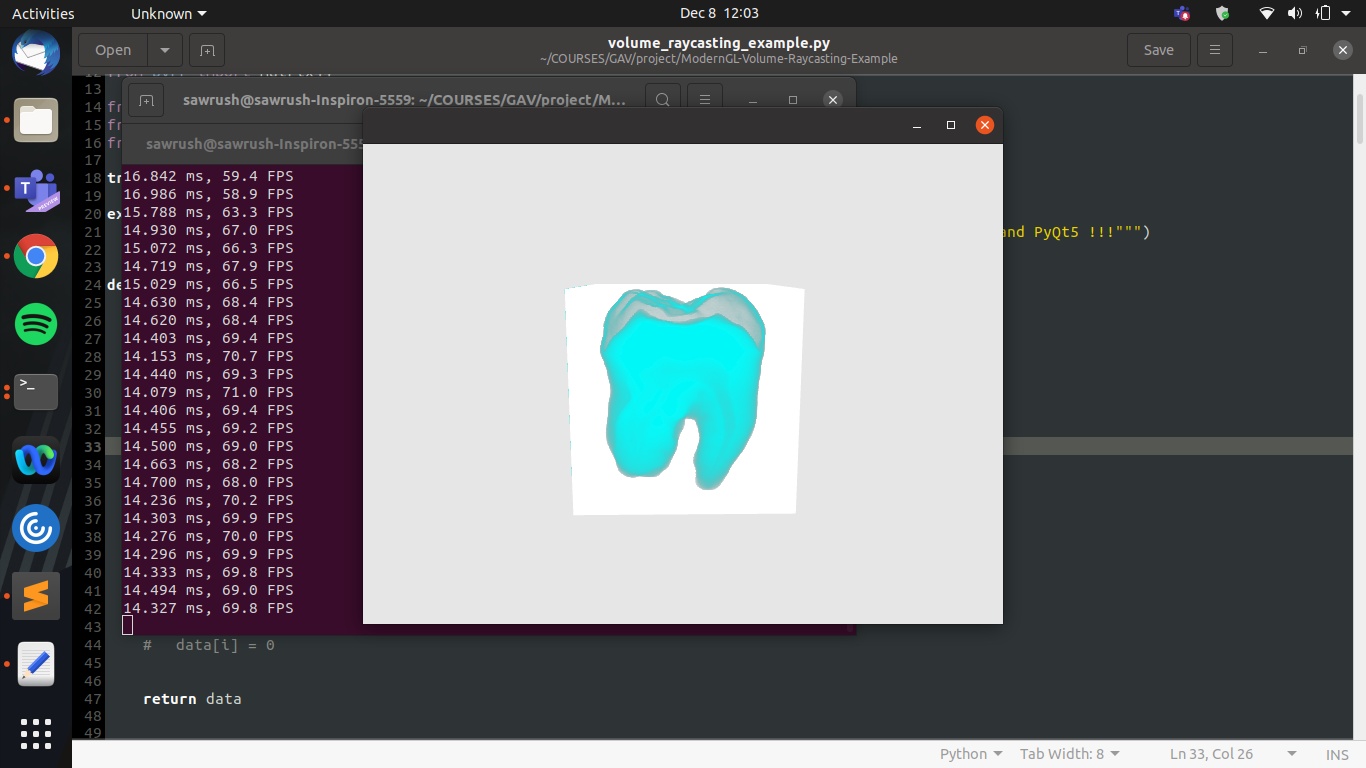 Activities
Unknown
Dec 8 12:03
Open
volume_raycasting_example.py
~/COURSES/GAV/project/ModernGL-Volume-Raycasting-Example
Save
13
14
15
16
17
18
19
20
21 and PyQt5 !!!""")
22
23
24
25
26
27
28
29
30
31
32
33
34
35
36
37
38
39
40
41
42
43
44 # data[i] = 0
45
46
47 return data
48
49
sawrush@sawrush-Inspiron-5559: ~/COURSES/GAV/project/M...
sawrush@sawrush-Inspiron-555
16.842 ms, 59.4 FPS
16.986 ms, 58.9 FPS
15.788 ms, 63.3 FPS
14.930 ms, 67.0 FPS
15.072 ms, 66.3 FPS
14.719 ms, 67.9 FPS
15.029 ms, 66.5 FPS
14.630 ms, 68.4 FPS
14.620 ms, 68.4 FPS
14.403 ms, 69.4 FPS
14.153 ms, 70.7 FPS
14.440 ms, 69.3 FPS
14.079 ms, 71.0 FPS
14.406 ms, 69.4 FPS
14.455 ms, 69.2 FPS
14.500 ms, 69.0 FPS
14.663 ms, 68.2 FPS
14.700 ms, 68.0 FPS
14.236 ms, 70.2 FPS
14.303 ms, 69.9 FPS
14.276 ms, 70.0 FPS
14.296 ms, 69.9 FPS
14.333 ms, 69.8 FPS
14.494 ms, 69.0 FPS
14.327 ms, 69.8 FPS
Python
Tab Width: 8
Ln 33, Col 26
INS